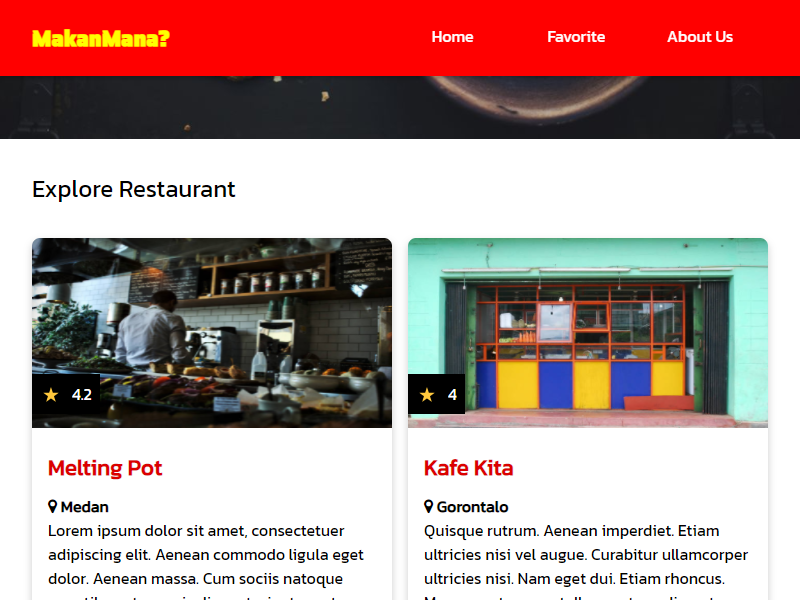 MakanMana?
Home
Favorite
About Us
Explore Restaurant
4.2
4
Melting Pot
Medan
Lorem ipsum dolor sit amet, consectetuer
adipiscing elit. Aenean commodo ligula eget
dolor. Aenean massa. Cum sociis natoque
Kafe Kita
Gorontalo
Quisque rutrum. Aenean imperdiet. Etiam
ultricies nisi vel augue. Curabitur ullamcorper
ultricies nisi. Nam eget dui. Etiam rhoncus.